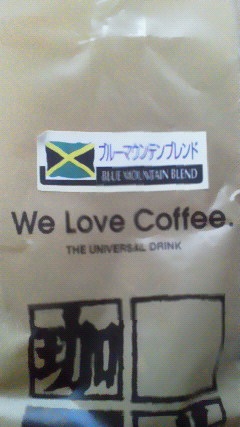 ブルーマウンテンブレンド
BLUE MOUNTAIN BLEND
We Love Coffee.
THE UNIVERSAL DRINK
珈